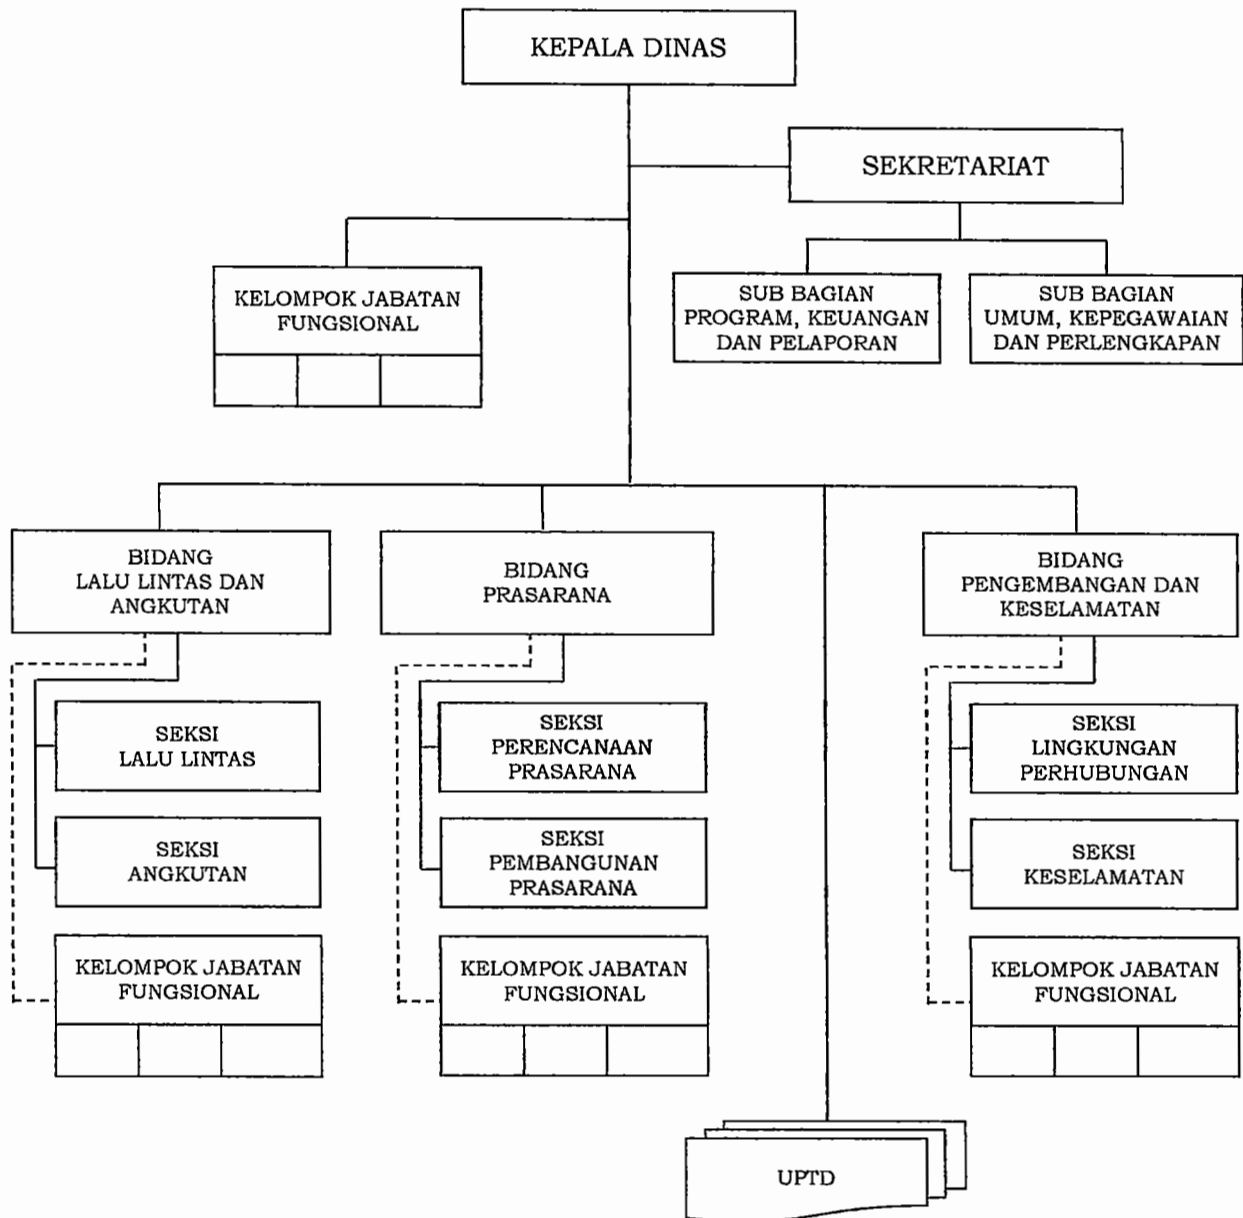 KEPALA DINAS
SEKRETARIAT
KELOMPOK JABATAN
FUNGSIONAL
SUB BAGIAN
PROGRAM, KEUANGAN
DAN PELAPORAN
SUB BAGIAN
UMUM, KEPEGAWAIAN
DAN PERLENGKAPAN
BIDANG
LALU LINTAS DAN
ANGKUTAN
BIDANG
PRASARANA
BIDANG
PENGEMBANGAN DAN
KESELAMATAN
SEKSI
LALU LINTAS
SEKSI
PERENCANAAN
PRASARANA
SEKSI
LINGKUNGAN
PERHUBUNGAN
SEKSI
ANGKUTAN
SEKSI
PEMBANGUNAN
PRASARANA
SEKSI
KESELAMATAN
KELOMPOK JABATAN
FUNGSIONAL
KELOMPOK JABATAN
FUNGSIONAL
KELOMPOK JABATAN
FUNGSIONAL
UPTD